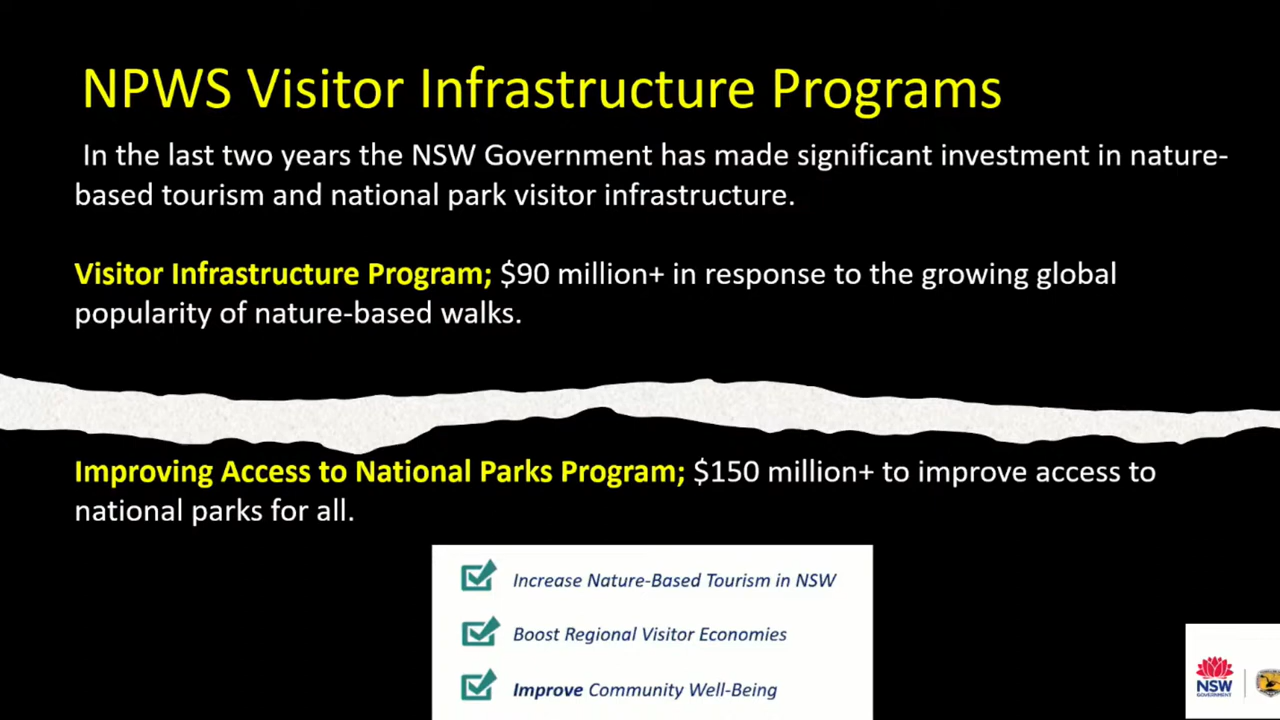 NPWS Visitor Infrastructure Programs
In the last two years the NSW Government has made significant investment in nature-
based tourism and national park visitor infrastructure.
Visitor Infrastructure Program; $90 million+ in response to the growing global
popularity of nature-based walks.
Improving Access to National Parks Program; $150 million+ to improve access to
national parks for all.
Increase Nature-Based Tourism in NSW
Boost Regional Visitor Economies
Improve Community Well-Being
NSW
GOVERNMENT